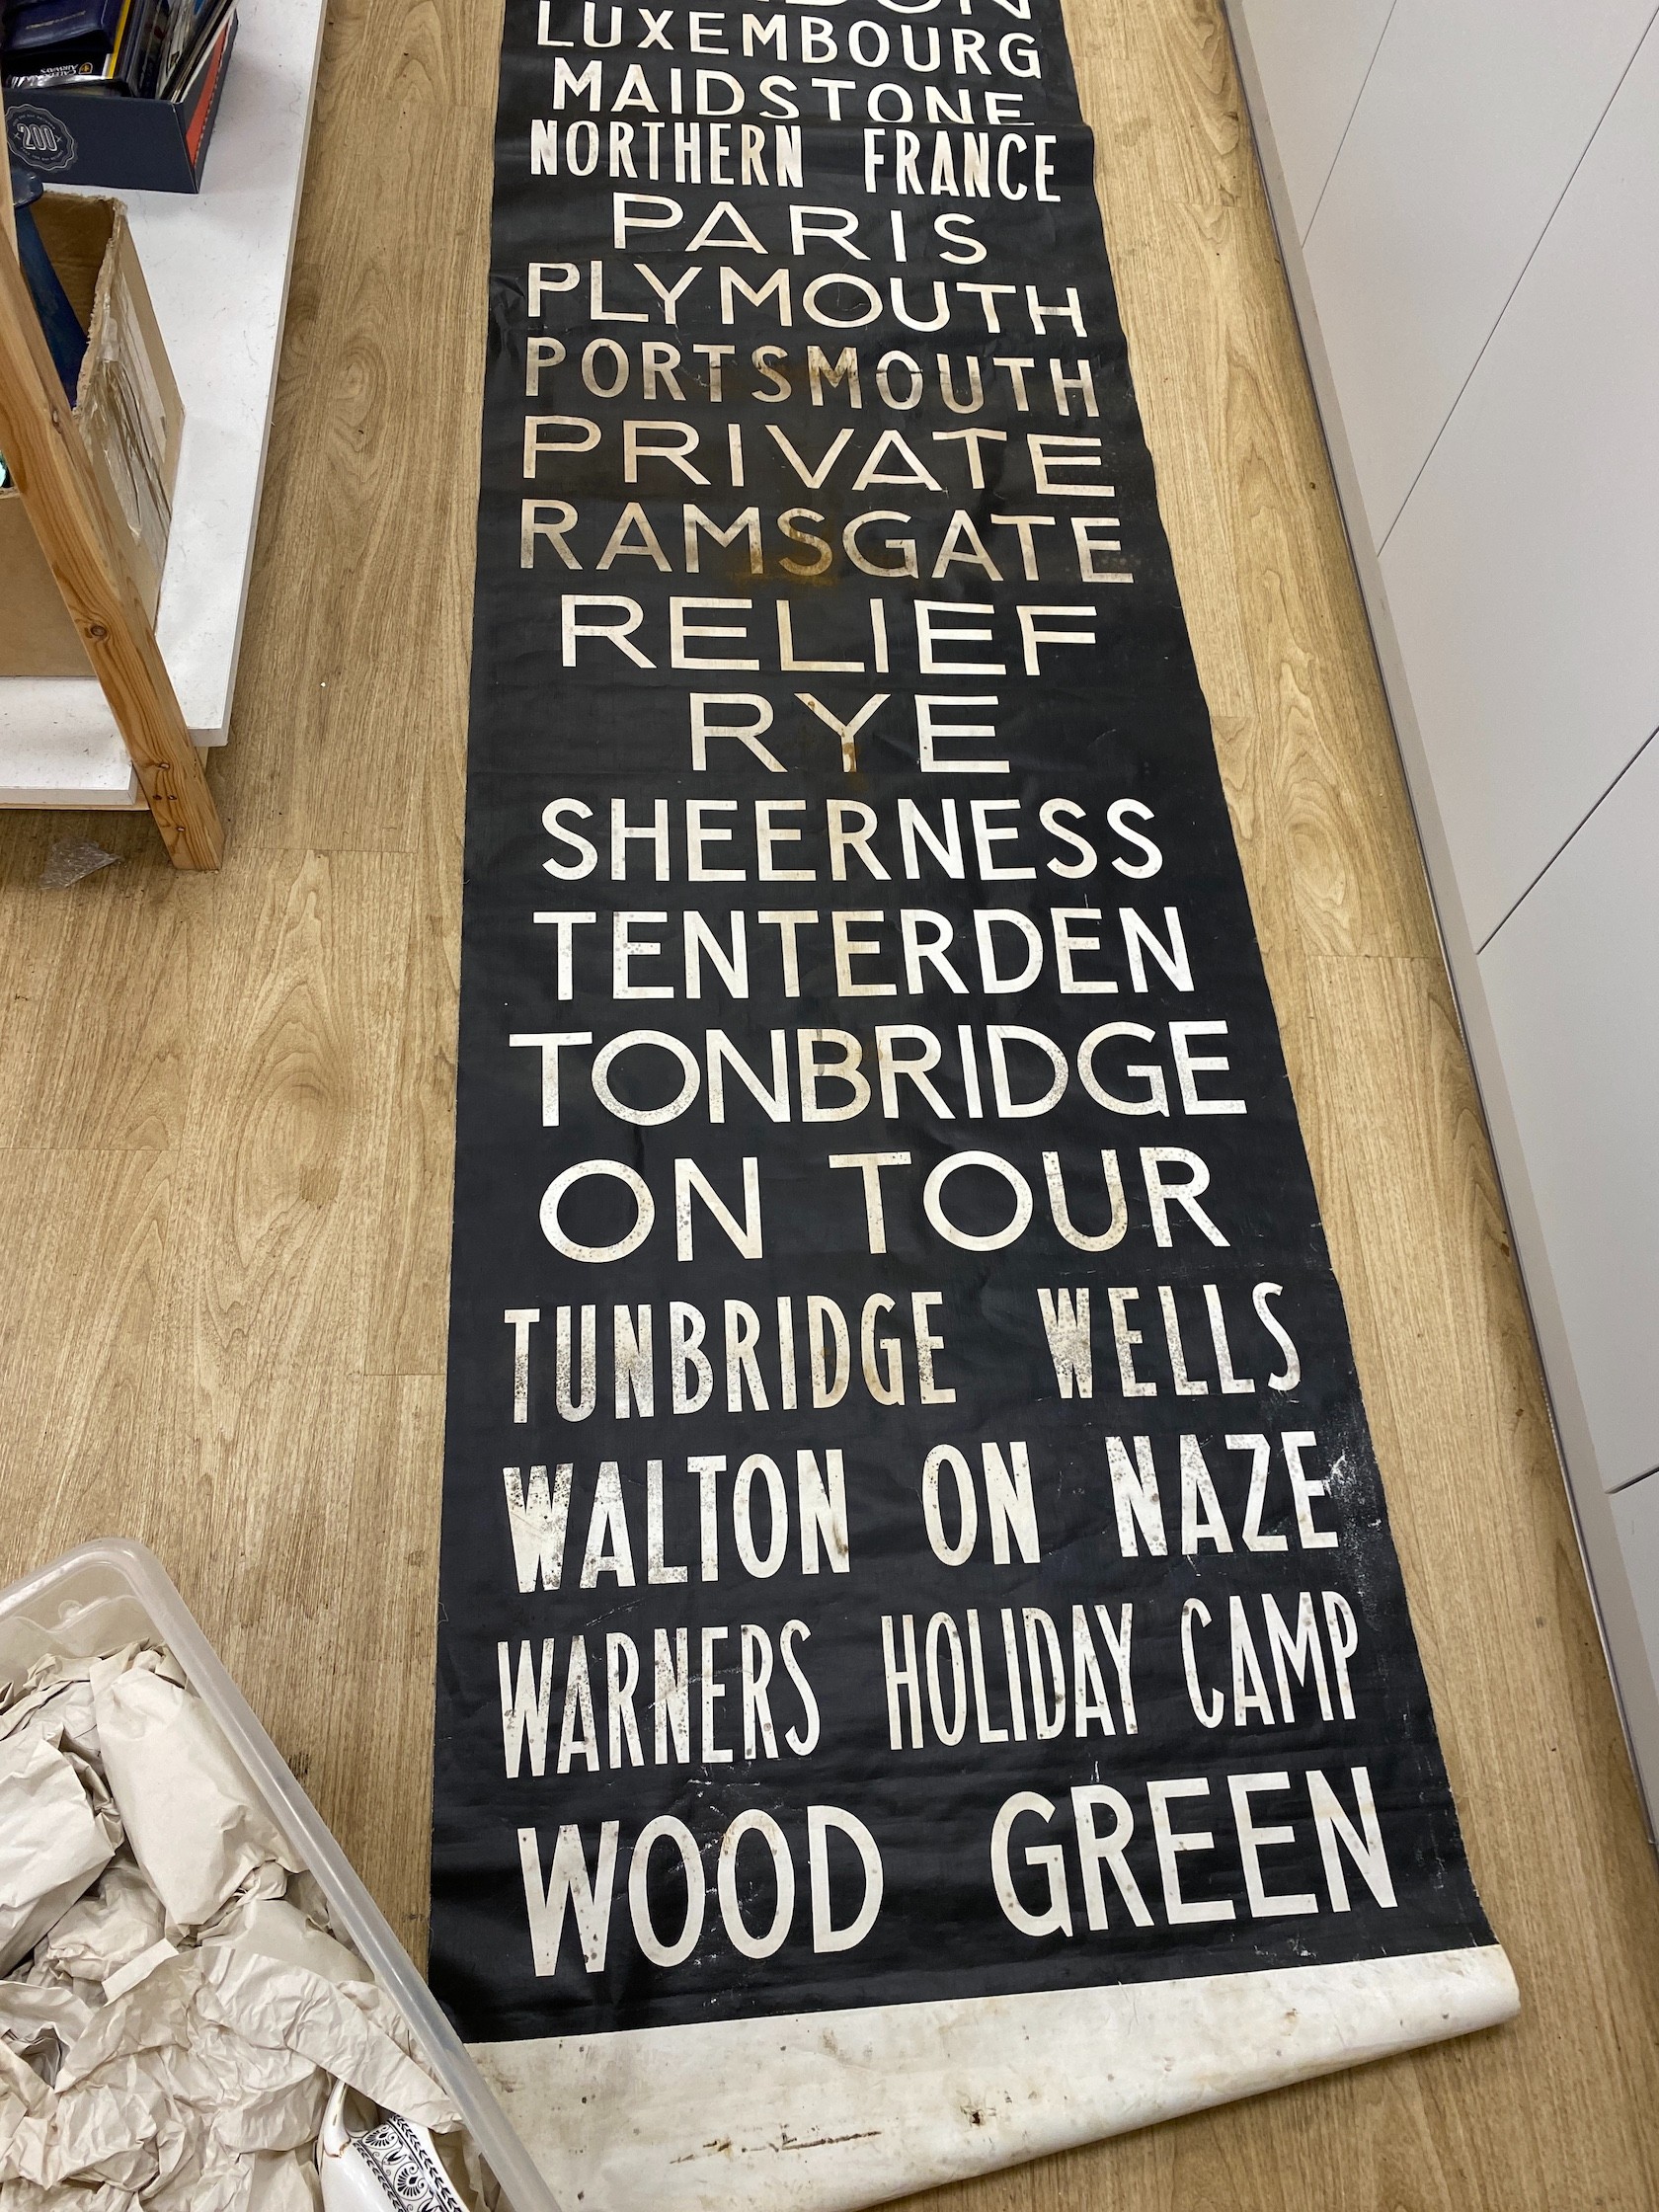 LUXEMBOURG
MAIDSTONE
NORTHERN FRANCE
PARIS
PLYMOUTH
PORTSMOUTH
PRIVATE
RAMSGATE
RELIEF
RYE
SHEERNESS
TENTERDEN
TONBRIDGE
ON TOUR
TUNBRIDGE WELLS
WALTON ON NAZE
WARNERS HOLIDAY CAMP
WOOD GREEN
200